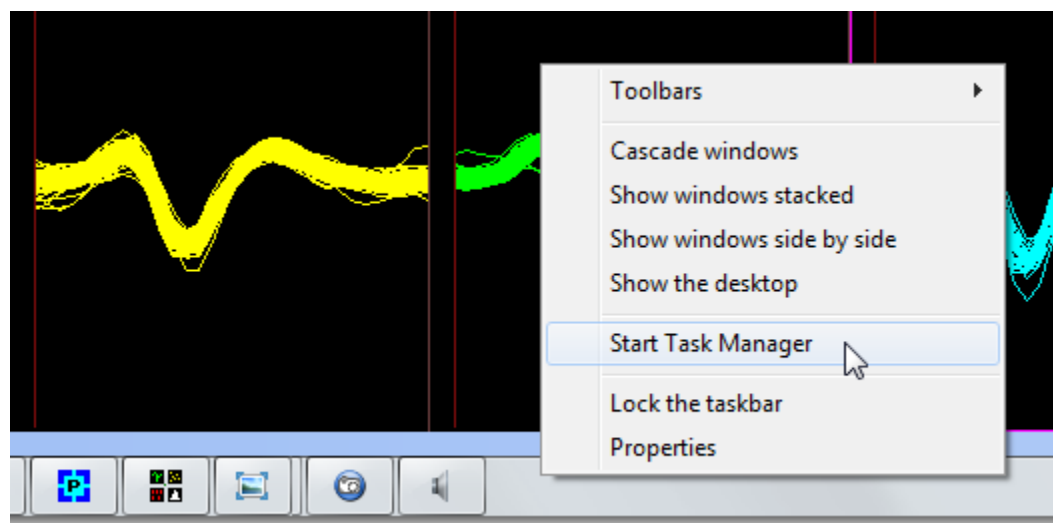 Toolbars
Cascade windows
Show windows stacked
Show windows side by side
Show the desktop
Start Task Manager
Lock the taskbar
Properties
P